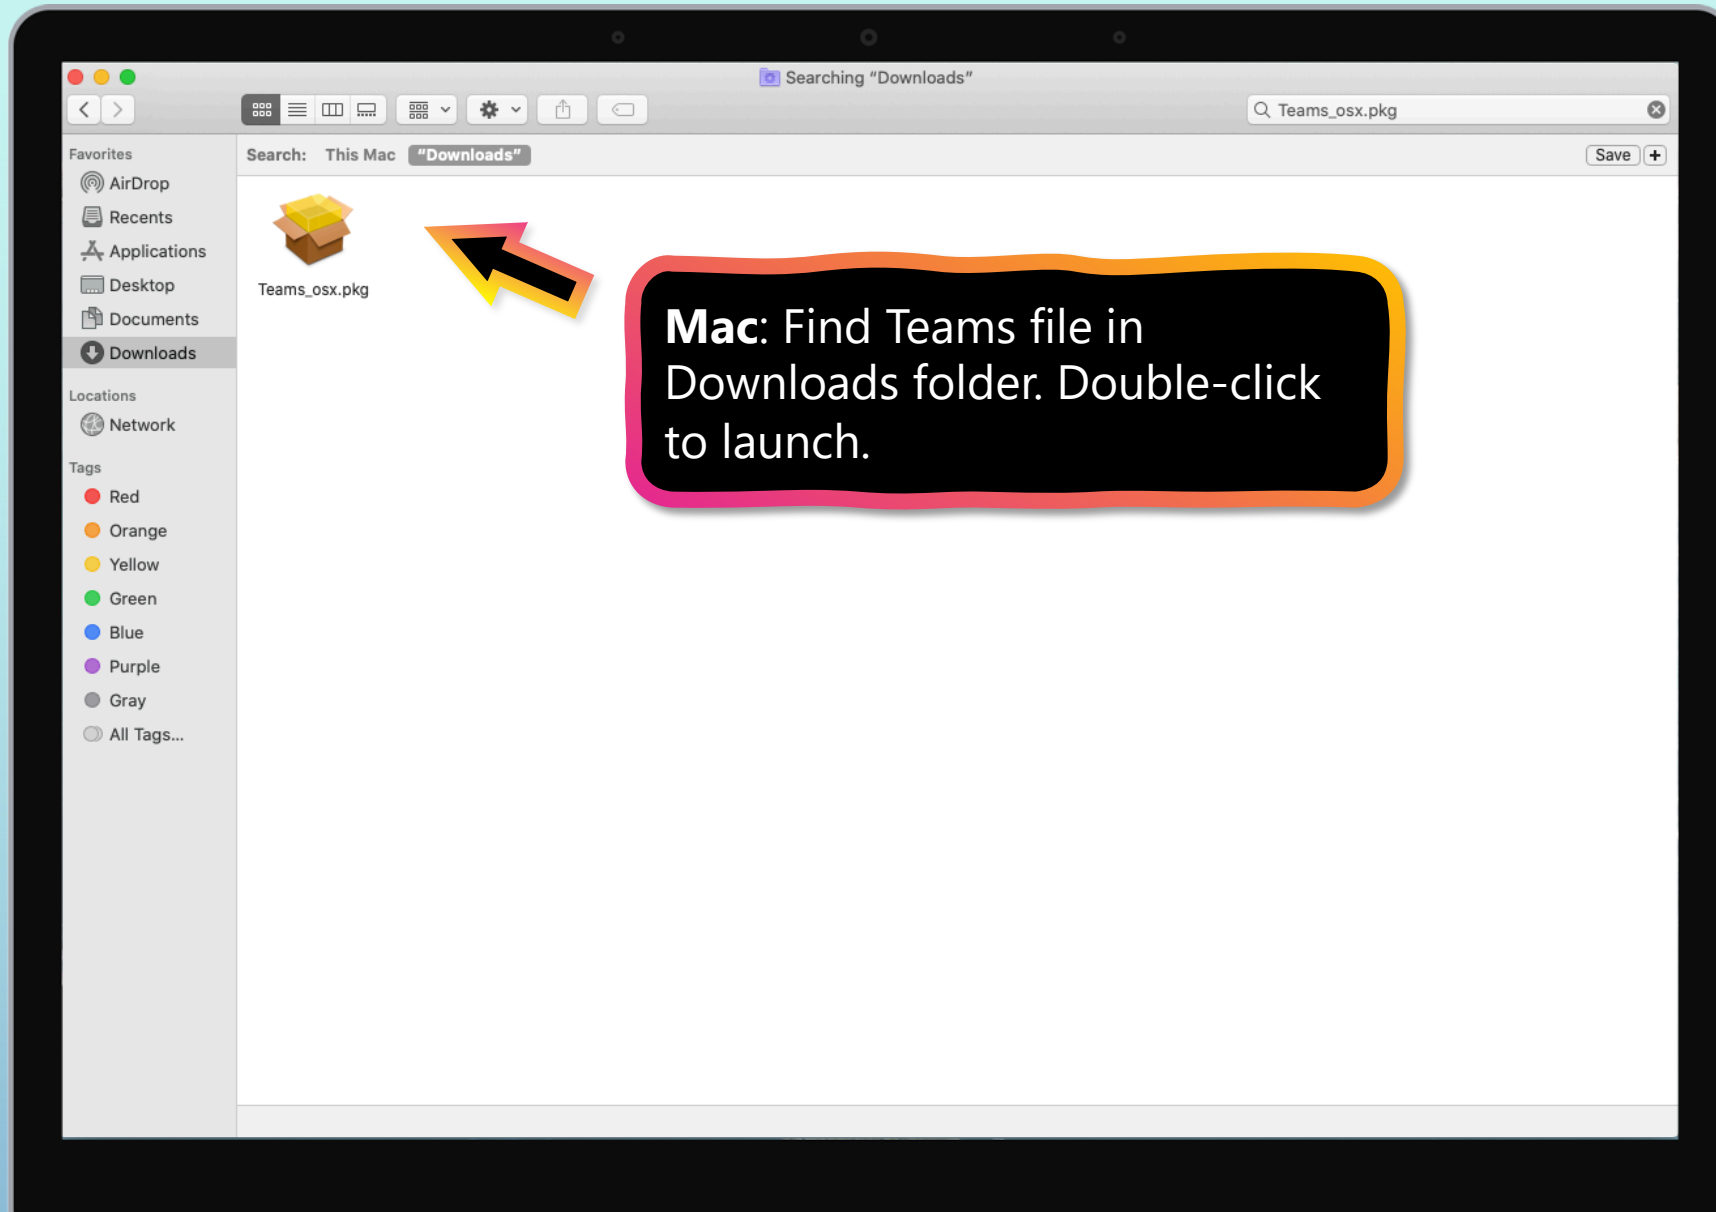 Searching “Downloads”
Teams_osx.pkg
Favorites
AirDrop
Recents
Applications
Desktop
Documents
Downloads
Locations
Network
Tags
Red
Orange
Yellow
Green
Blue
Purple
Gray
All Tags...
Search: This Mac “Downloads” Save +
Teams_osx.pkg
Mac: Find Teams file in
Downloads folder. Double-click
to launch.